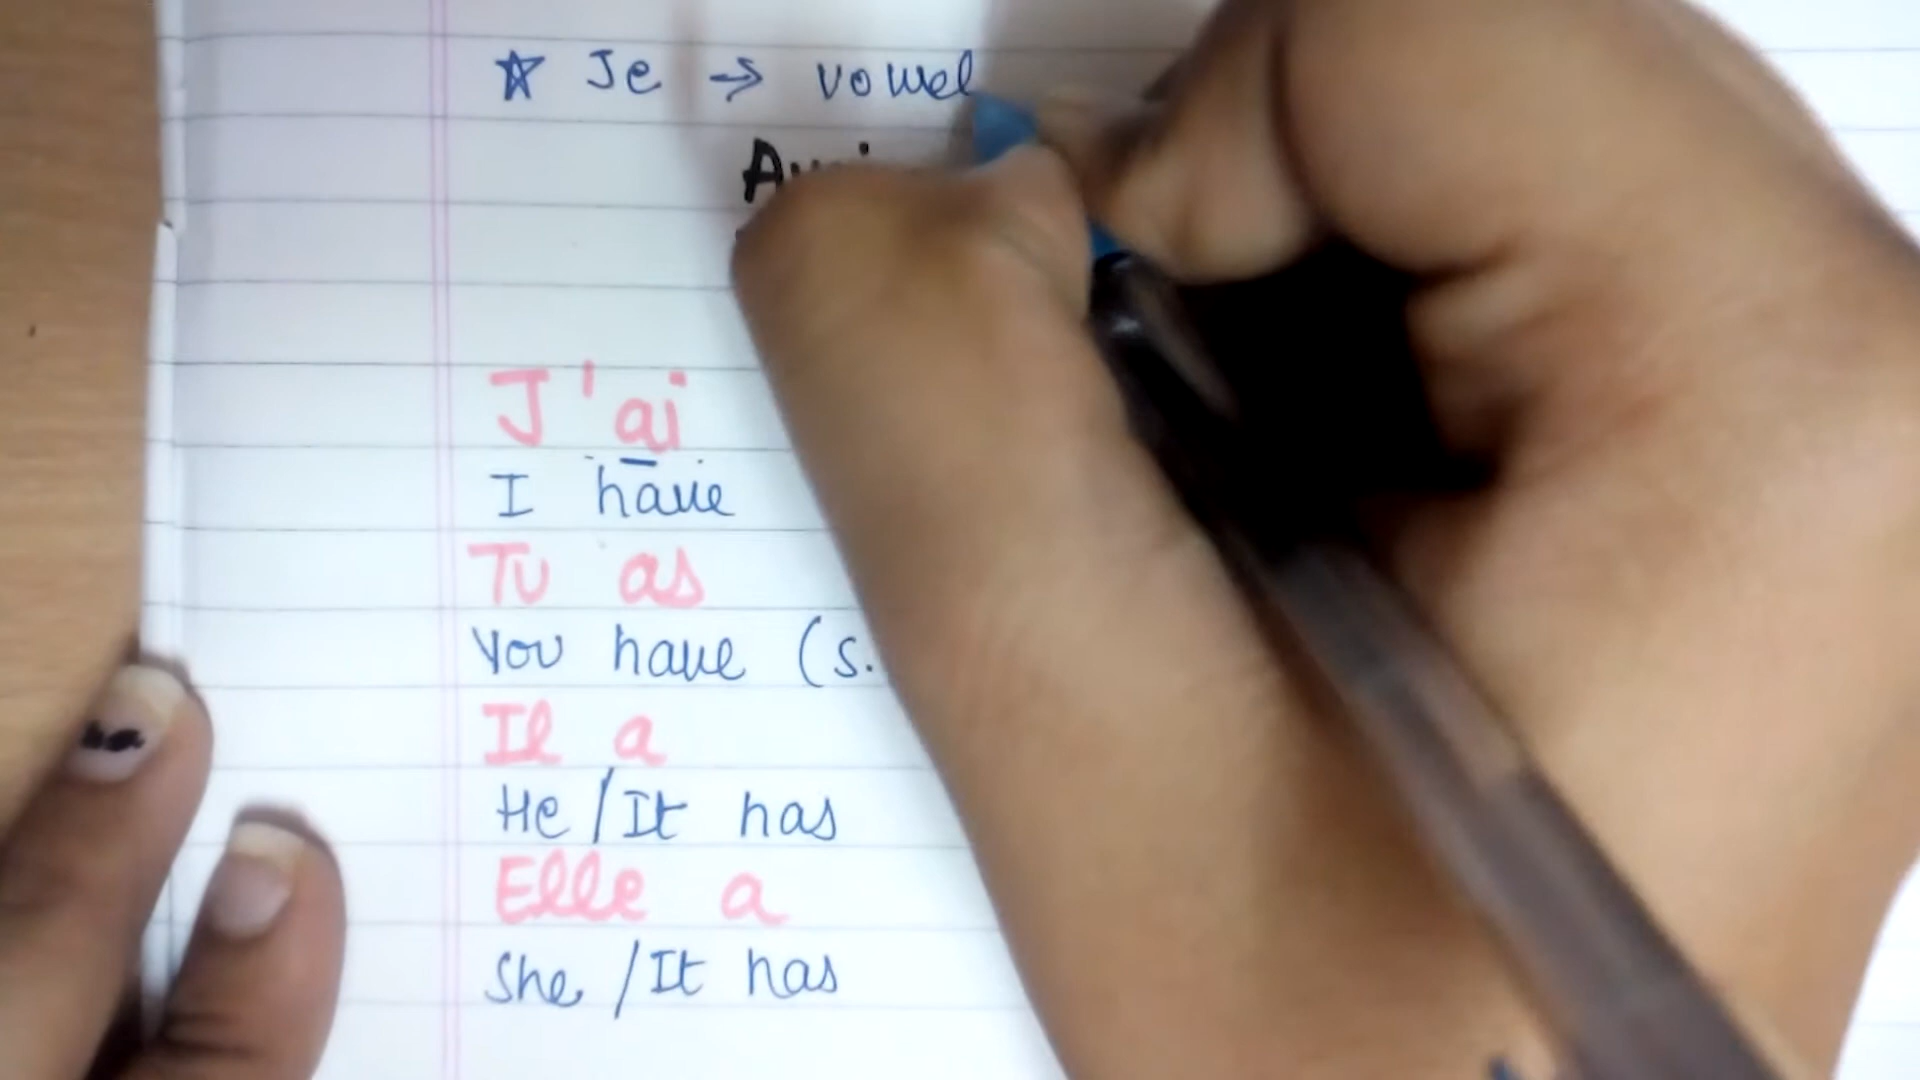 ☆ Je → vowel
J'ai
I have
Tu as
You have (s.
Il a
He/It has
Elle a
She/It has